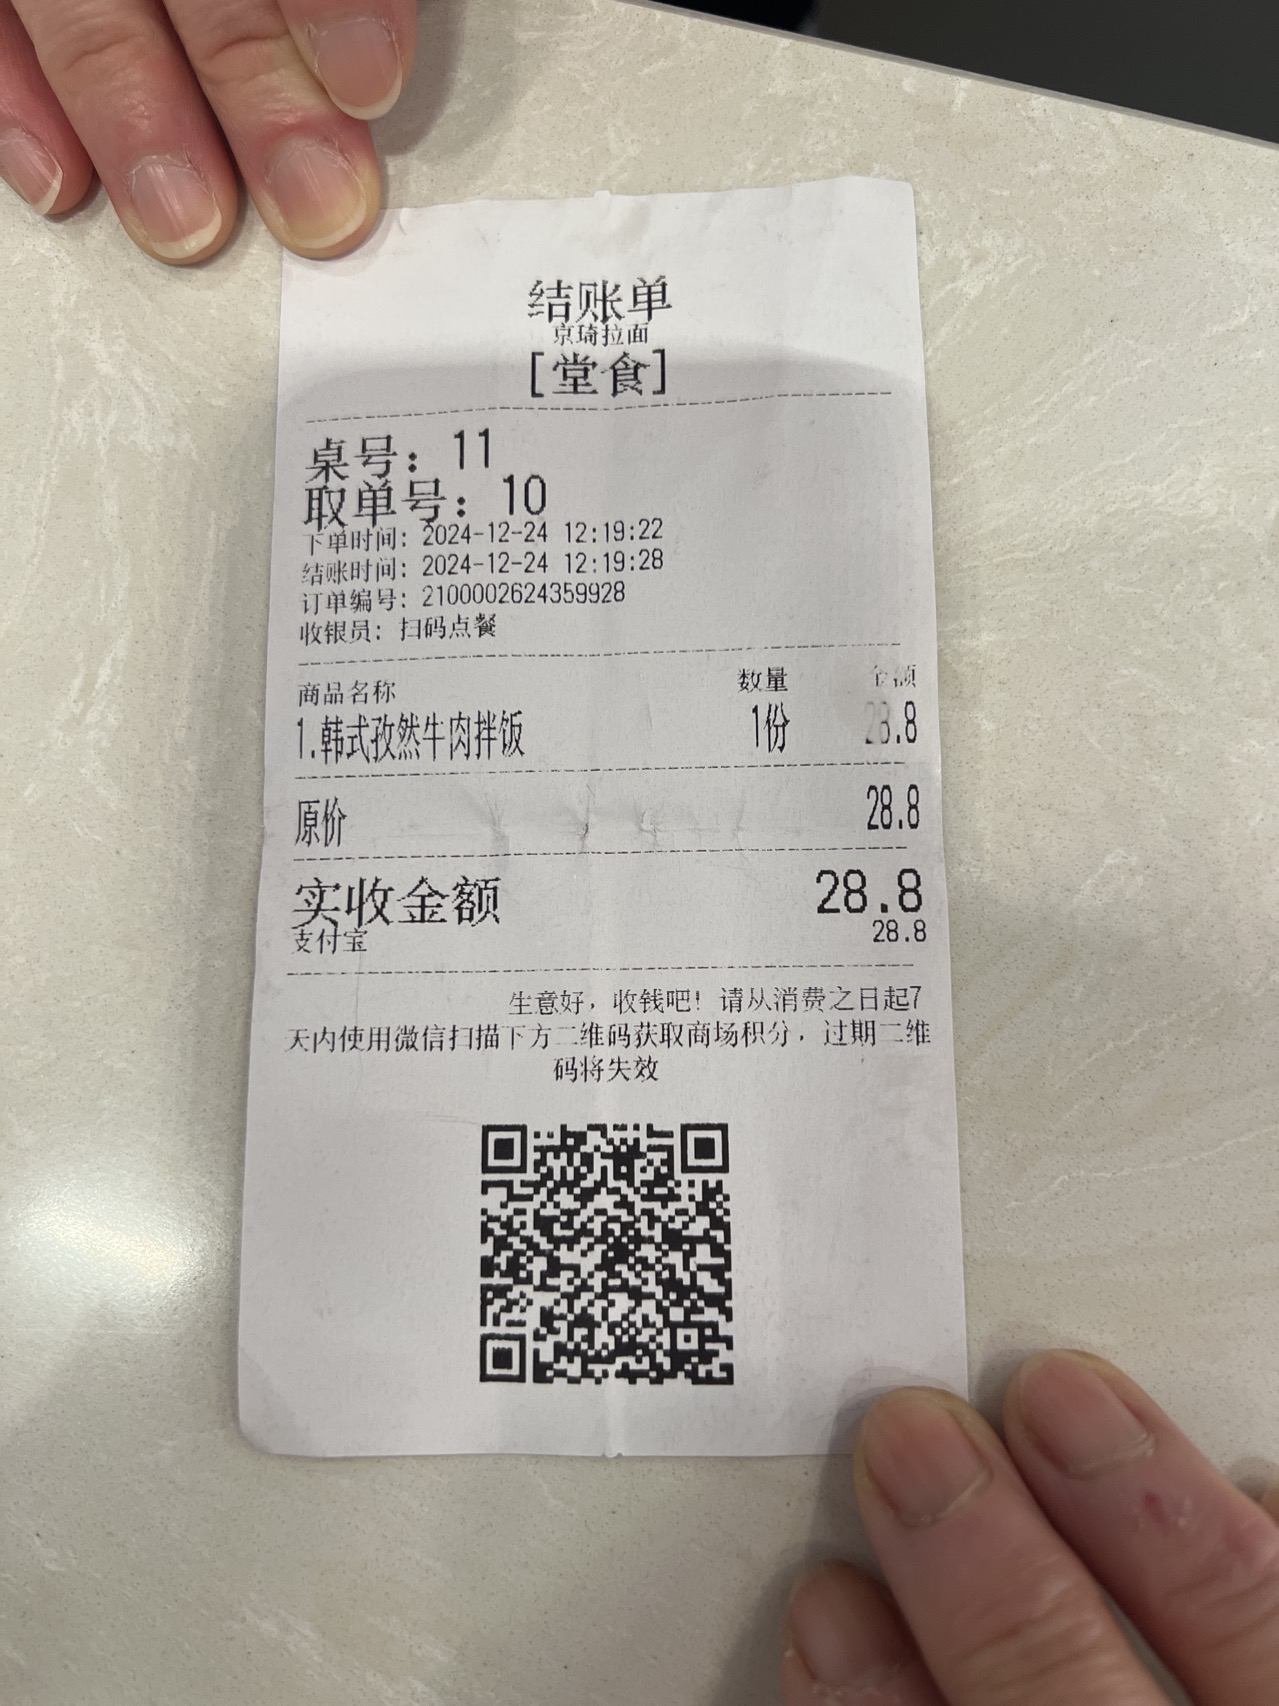 结账单
京琦拉面
[堂食]
桌号：11
取单号：10
下单时间：2024-12-24 12:19:22
结账时间：2024-12-24 12:19:28
订单编号：2100002624359928
收银员：扫码点餐
商品名称 数量 金额
1.韩式孜然牛肉拌饭 1份 28.8
原价 28.8
实收金额 28.8
支付宝 28.8
生意好，收钱吧！请从消费之日起7
天内使用微信扫描下方二维码获取商场积分，过期二维
码将失效